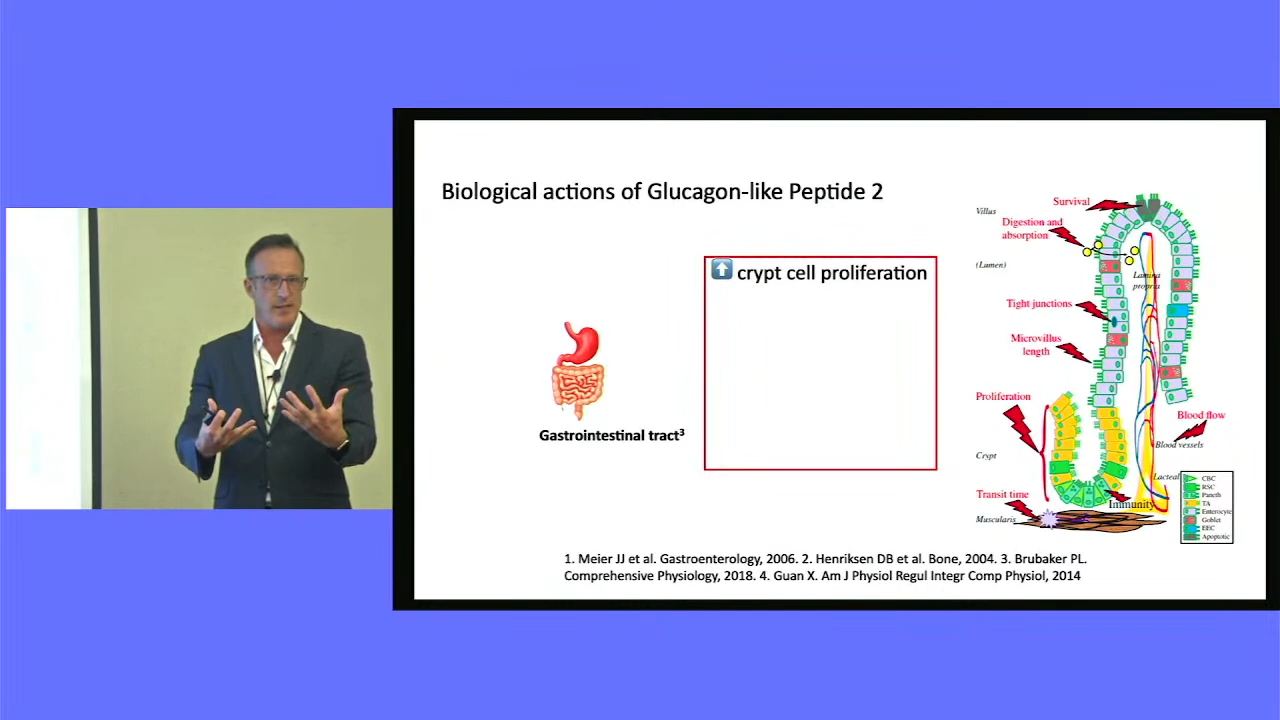 Biological actions of Glucagon-like Peptide 2
crypt cell proliferation
Gastrointestinal tract³
Survival
Villus
Digestion and
absorption
(Lumen)
Lamina
propria
Tight junctions
Microvillus
length
Proliferation
Blood flow
Blood vessels
Crypt
Lacteal
Transit time
Immunity
Muscularis
CBC
RSC
Paneth
TA
Enterocyte
Goblet
EEC
Apoptotic
1. Meier JJ et al. Gastroenterology, 2006. 2. Henriksen DB et al. Bone, 2004. 3. Brubaker PL.
Comprehensive Physiology, 2018. 4. Guan X. Am J Physiol Regul Integr Comp Physiol, 2014